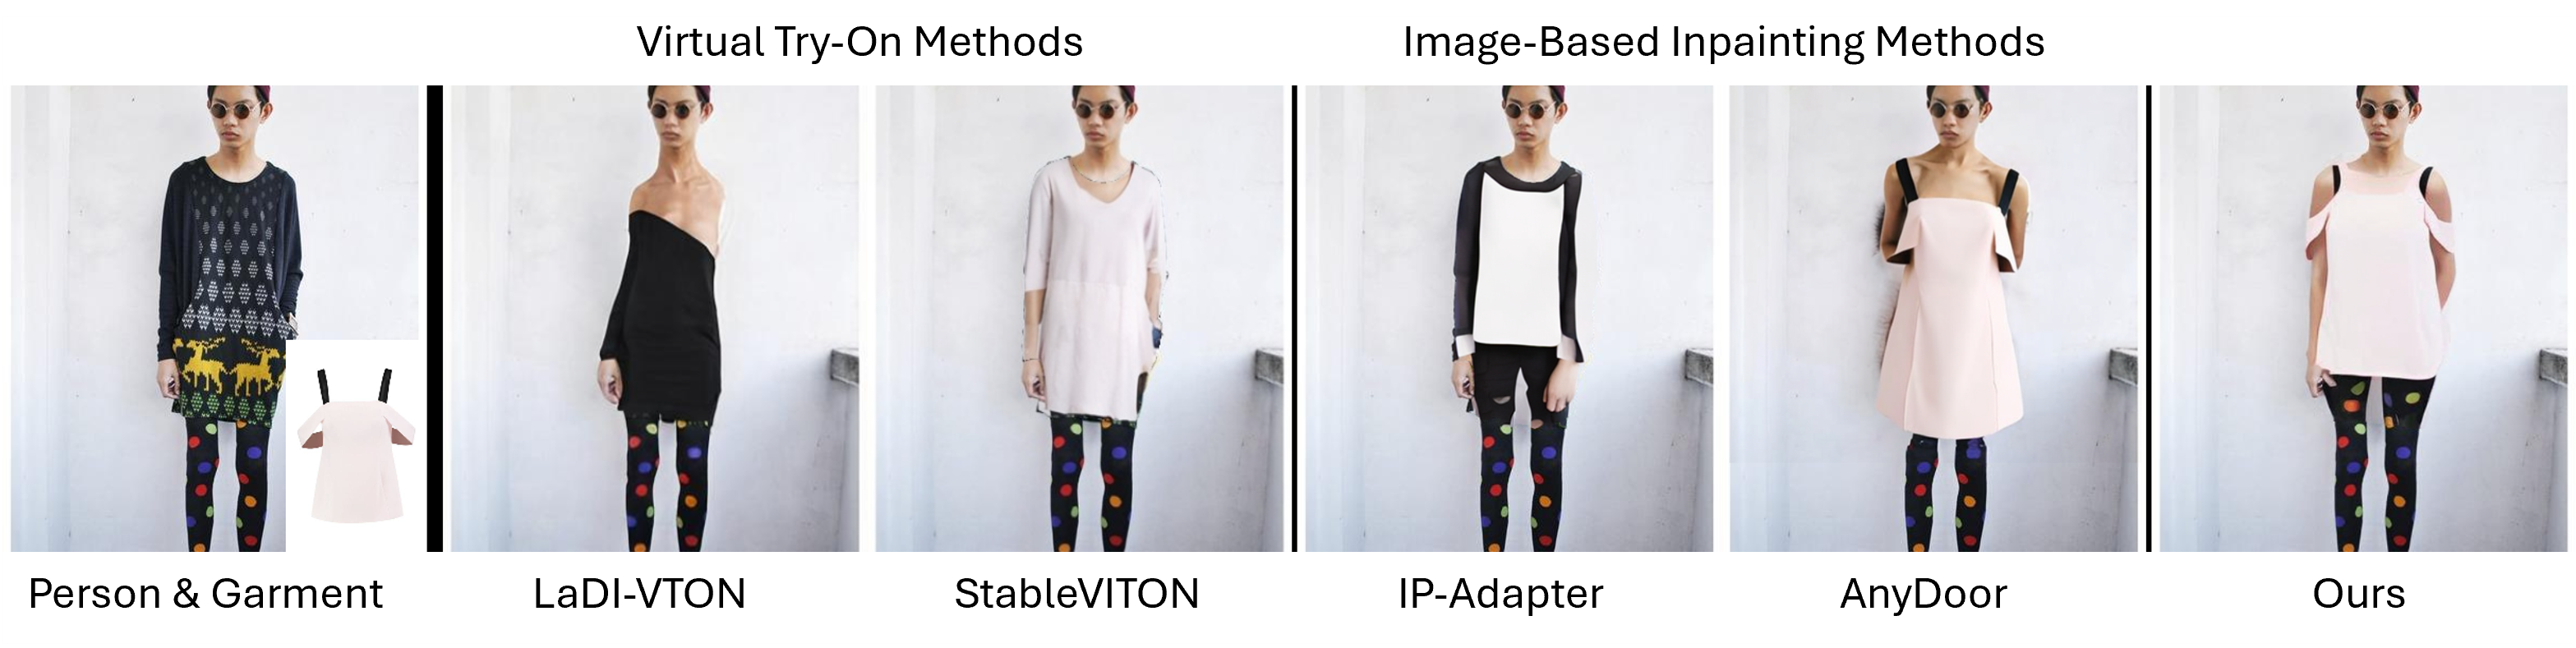 Virtual Try-On Methods
Image-Based Inpainting Methods
Person & Garment
LaDI-VTON
StableVITON
IP-Adapter
AnyDoor
Ours